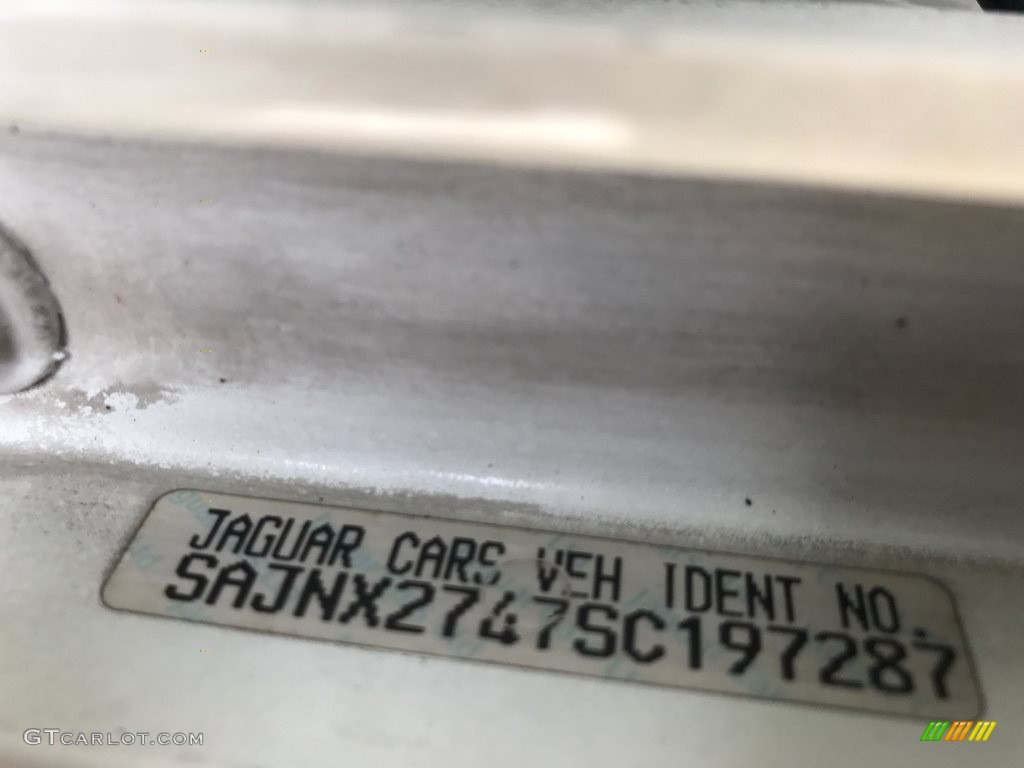 JAGUAR CARS VEH IDENT NO.
SAJNX2747SC197287
GTCARLOT.COM